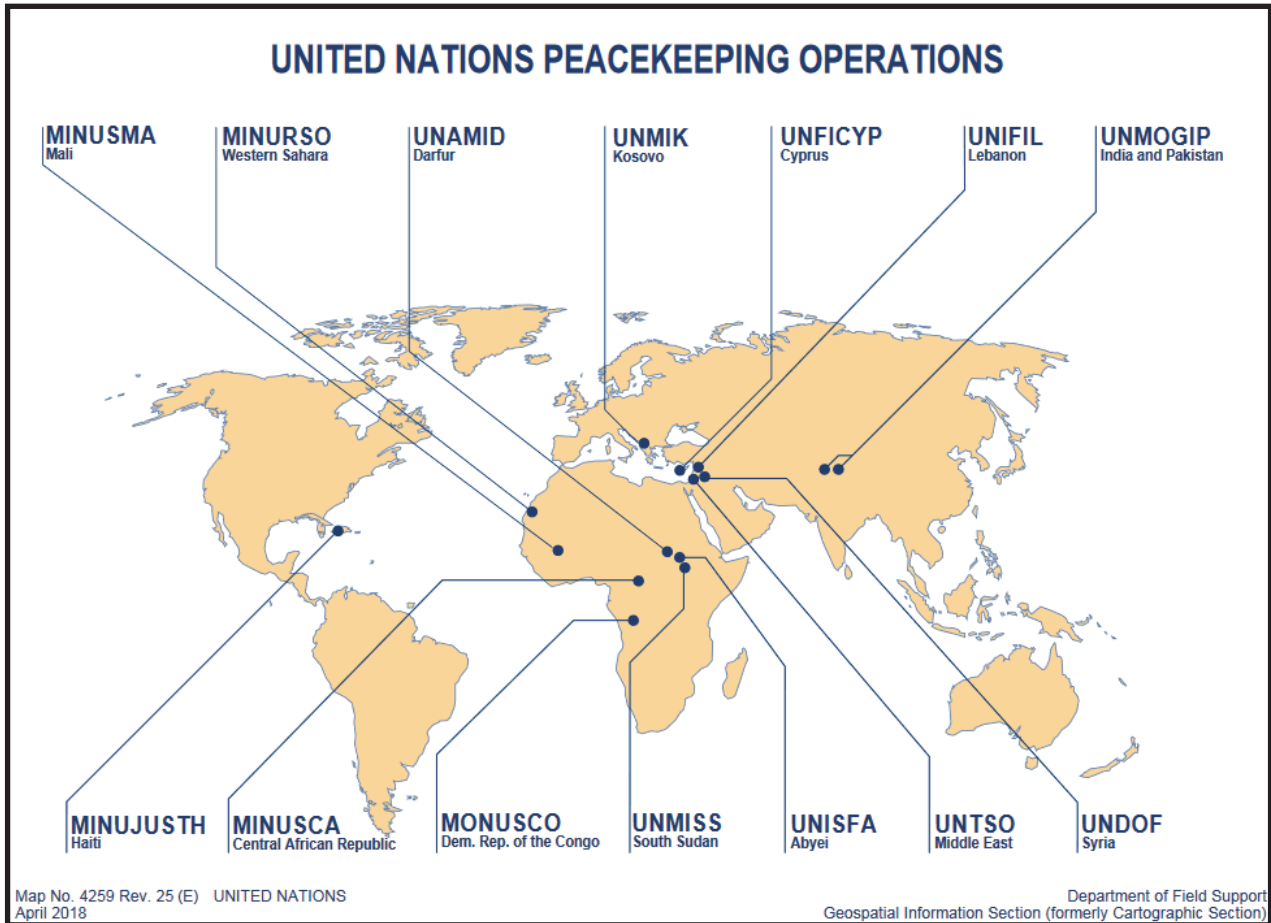 UNITED NATIONS PEACEKEEPING OPERATIONS
MINUSMA
Mali
MINURSO
Western Sahara
UNAMID
Darfur
UNMIK
Kosovo
UNFICYP
Cyprus
UNIFIL
Lebanon
UNMOGIP
India and Pakistan
MINUJUSTH
Haiti
MINUSCA
Central African Republic
MONUSCO
Dem. Rep. of the Congo
UNMISS
South Sudan
UNISFA
Abyei
UNTSO
Middle East
UNDOF
Syria
Map No. 4259 Rev. 25 (E) UNITED NATIONS
April 2018
Department of Field Support
Geospatial Information Section (formerly Cartographic Section)